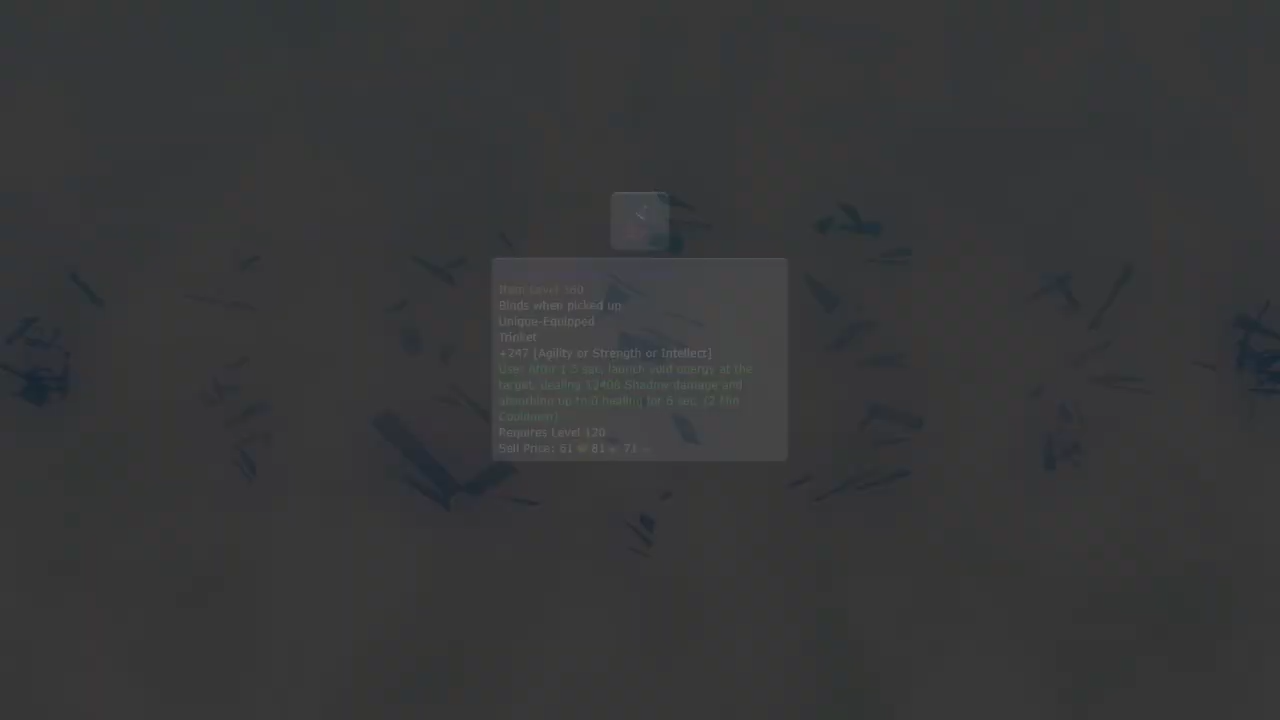 Item Level 360
Binds when picked up
Unique-Equipped
Trinket
+247 [Agility or Strength or Intellect]
Use: After 1.5 sec, launch void energy at the
target, dealing 12406 Shadow damage and
absorbing up to 0 healing for 6 sec. (2 Min
Cooldown)
Requires Level 120
Sell Price: 61 81 71